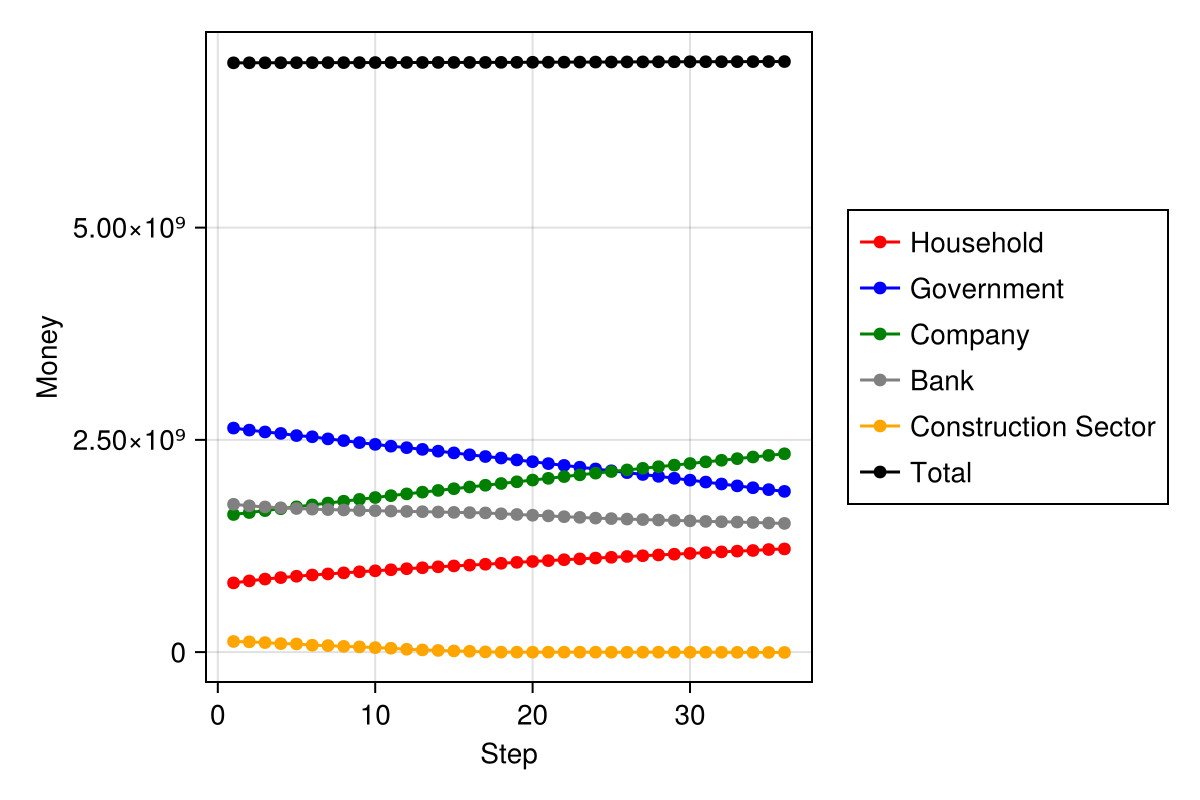 Money
5.00×10⁹
2.50×10⁹
0
0
10
20
30
Step
Household
Government
Company
Bank
Construction Sector
Total